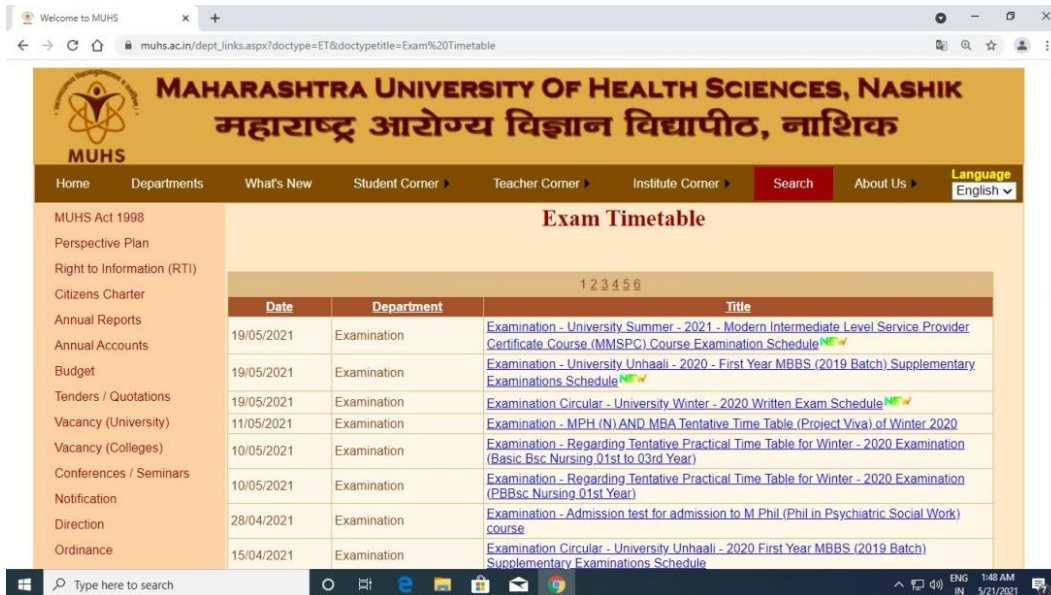 Welcome to MUHS
muhs.ac.in/dept_links.aspx?doctype=ET&doctypetitle=Exam%20Timetable
MAHARASHTRA UNIVERSITY OF HEALTH SCIENCES, NASHIK
महाराष्ट्र आरोग्य विज्ञान विद्यापीठ, नाशिक
MUHS
Home Departments What's New Student Corner Teacher Corner Institute Corner Search About Us Language
English
MUHS Act 1998
Perspective Plan
Right to Information (RTI)
Citizens Charter
Annual Reports
Annual Accounts
Budget
Tenders / Quotations
Vacancy (University)
Vacancy (Colleges)
Conferences / Seminars
Notification
Direction
Ordinance
Exam Timetable
1 2 3 4 5 6
Date Department Title
19/05/2021 Examination Examination - University Summer - 2021 - Modern Intermediate Level Service Provider
Certificate Course (MMSPC) Course Examination Schedule NEW
19/05/2021 Examination Examination - University Unhaali - 2020 - First Year MBBS (2019 Batch) Supplementary
Examinations Schedule NEW
19/05/2021 Examination Examination Circular - University Winter - 2020 Written Exam Schedule NEW
11/05/2021 Examination Examination - MPH (N) AND MBA Tentative Time Table (Project Viva) of Winter 2020
10/05/2021 Examination Examination - Regarding Tentative Practical Time Table for Winter - 2020 Examination
(Basic Bsc Nursing 01st to 03rd Year)
10/05/2021 Examination Examination - Regarding Tentative Practical Time Table for Winter - 2020 Examination
(PBBsc Nursing 01st Year)
28/04/2021 Examination Examination - Admission test for admission to M Phil (Phil in Psychiatric Social Work)
course
15/04/2021 Examination Examination Circular - University Unhaali - 2020 First Year MBBS (2019 Batch)
Supplementary Examinations Schedule
Type here to search
ENG
IN
1:48 AM
5/21/2021